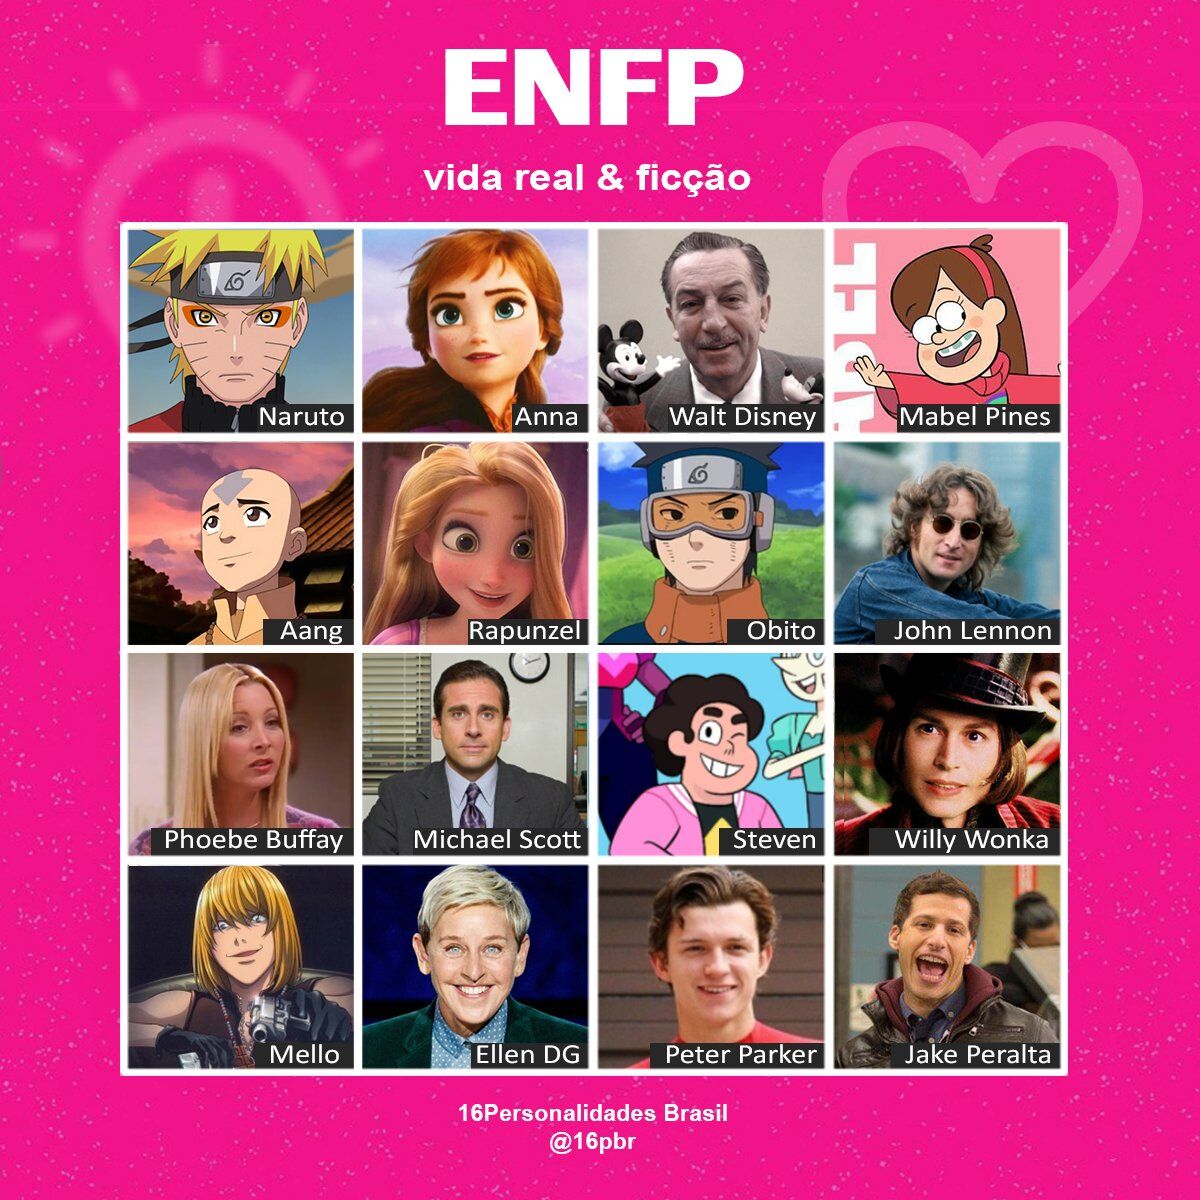 ENFP
vida real & ficção
Naruto
Anna
Walt Disney
Mabel Pines
Aang
Rapunzel
Obito
John Lennon
Phoebe Buffay
Michael Scott
Steven
Willy Wonka
Mello
Ellen DG
Peter Parker
Jake Peralta
16Personalidades Brasil
@16pbr